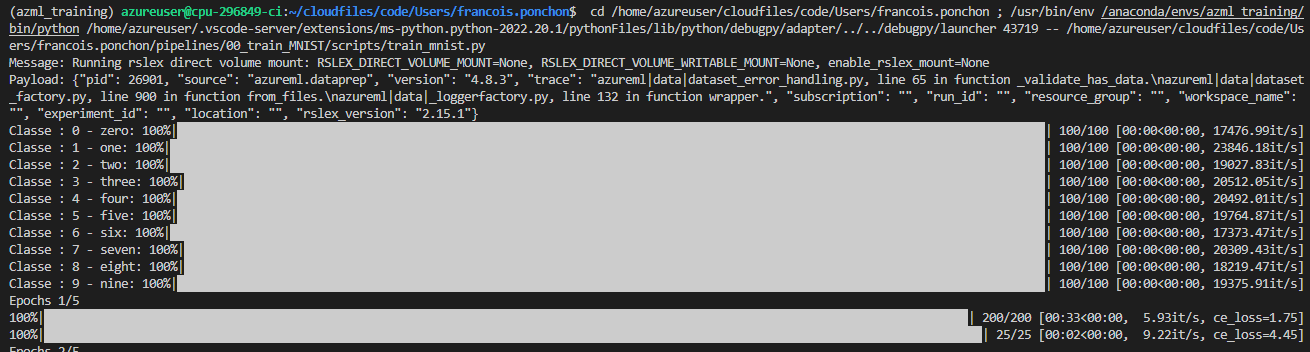 (azml_training) azureuser@cpu-296849-ci:~/cloudfiles/code/Users/francois.ponchon$  cd /home/azureuser/cloudfiles/code/Users/francois.ponchon ; /usr/bin/env /anaconda/envs/azml_training/
bin/python /home/azureuser/.vscode-server/extensions/ms-python.python-2022.20.1/pythonFiles/lib/python/debugpy/adapter/../../debugpy/launcher 43719 -- /home/azureuser/cloudfiles/code/Us
ers/francois.ponchon/pipelines/00_train_MNIST/scripts/train_mnist.py
Message: Running rslex direct volume mount: RSLEX_DIRECT_VOLUME_MOUNT=None, RSLEX_DIRECT_VOLUME_WRITABLE_MOUNT=None, enable_rslex_mount=None
Payload: {"pid": 26901, "source": "azureml.dataprep", "version": "4.8.3", "trace": "azureml|data|dataset_error_handling.py, line 65 in function _validate_has_data.\nazureml|data|dataset
_factory.py, line 900 in function from_files.\nazureml|data|_loggerfactory.py, line 132 in function wrapper.", "subscription": "", "run_id": "", "resource_group": "", "workspace_name":
"", "experiment_id": "", "location": "", "rslex_version": "2.15.1"}
Classe : 0 - zero: 100%| | 100/100 [00:00<00:00, 17476.99it/s]
Classe : 1 - one: 100%| | 100/100 [00:00<00:00, 23846.18it/s]
Classe : 2 - two: 100%| | 100/100 [00:00<00:00, 19027.83it/s]
Classe : 3 - three: 100%| | 100/100 [00:00<00:00, 20512.05it/s]
Classe : 4 - four: 100%| | 100/100 [00:00<00:00, 20492.01it/s]
Classe : 5 - five: 100%| | 100/100 [00:00<00:00, 19764.87it/s]
Classe : 6 - six: 100%| | 100/100 [00:00<00:00, 17373.47it/s]
Classe : 7 - seven: 100%| | 100/100 [00:00<00:00, 20309.43it/s]
Classe : 8 - eight: 100%| | 100/100 [00:00<00:00, 18219.47it/s]
Classe : 9 - nine: 100%| | 100/100 [00:00<00:00, 19375.91it/s]
Epochs 1/5
100%| | 200/200 [00:33<00:00,  5.93it/s, ce_loss=1.75]
100%| | 25/25 [00:02<00:00,  9.22it/s, ce_loss=4.45]
Epochs 2/5